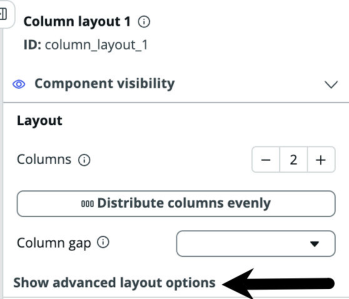 Column layout 1
ID: column_layout_1
Component visibility
Layout
Columns
− 2 +
Distribute columns evenly
Column gap
Show advanced layout options